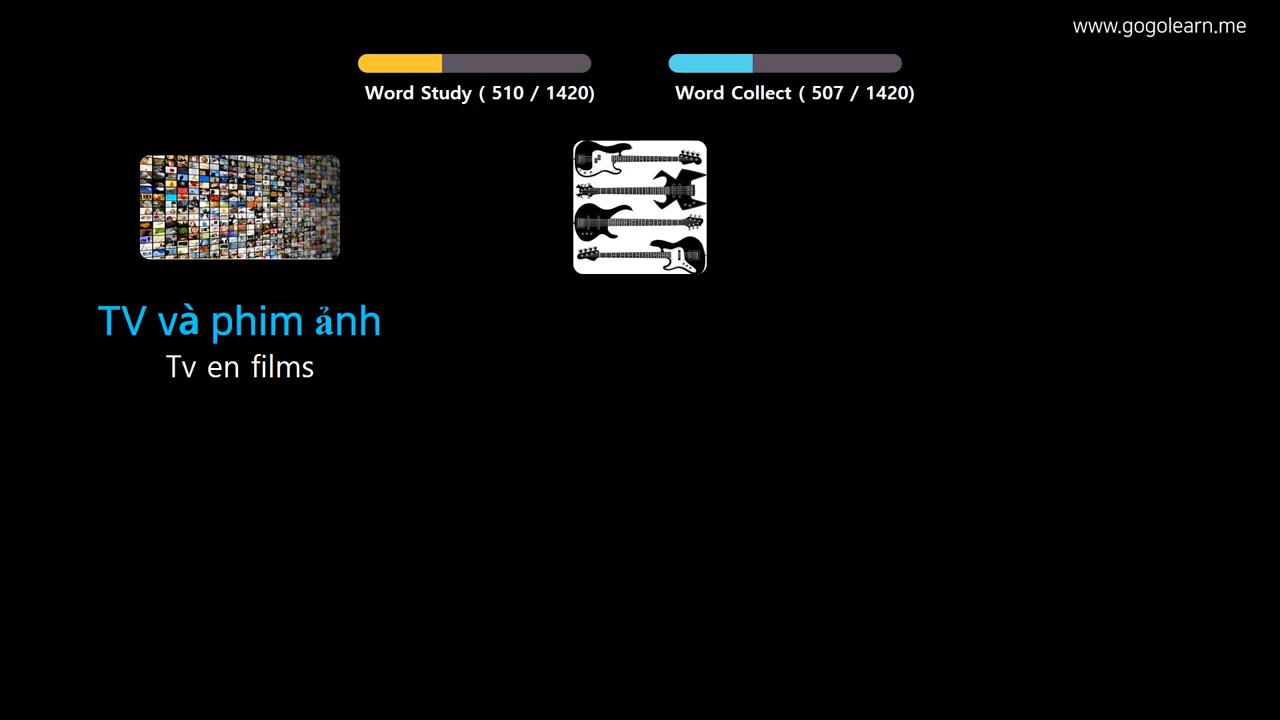 www.gogolearn.me
Word Study ( 510 / 1420)
Word Collect ( 507 / 1420)
TV và phim ảnh
Tv en films